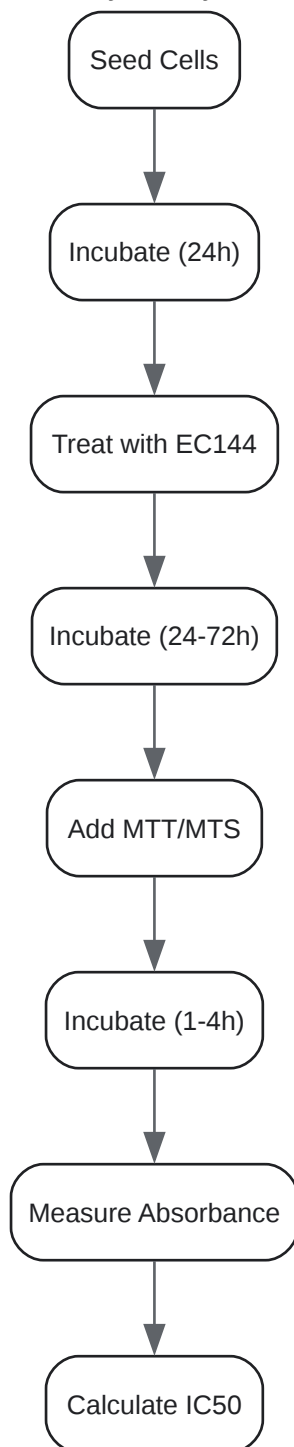 Seed Cells
Incubate (24h)
Treat with EC144
Incubate (24-72h)
Add MTT/MTS
Incubate (1-4h)
Measure Absorbance
Calculate IC50